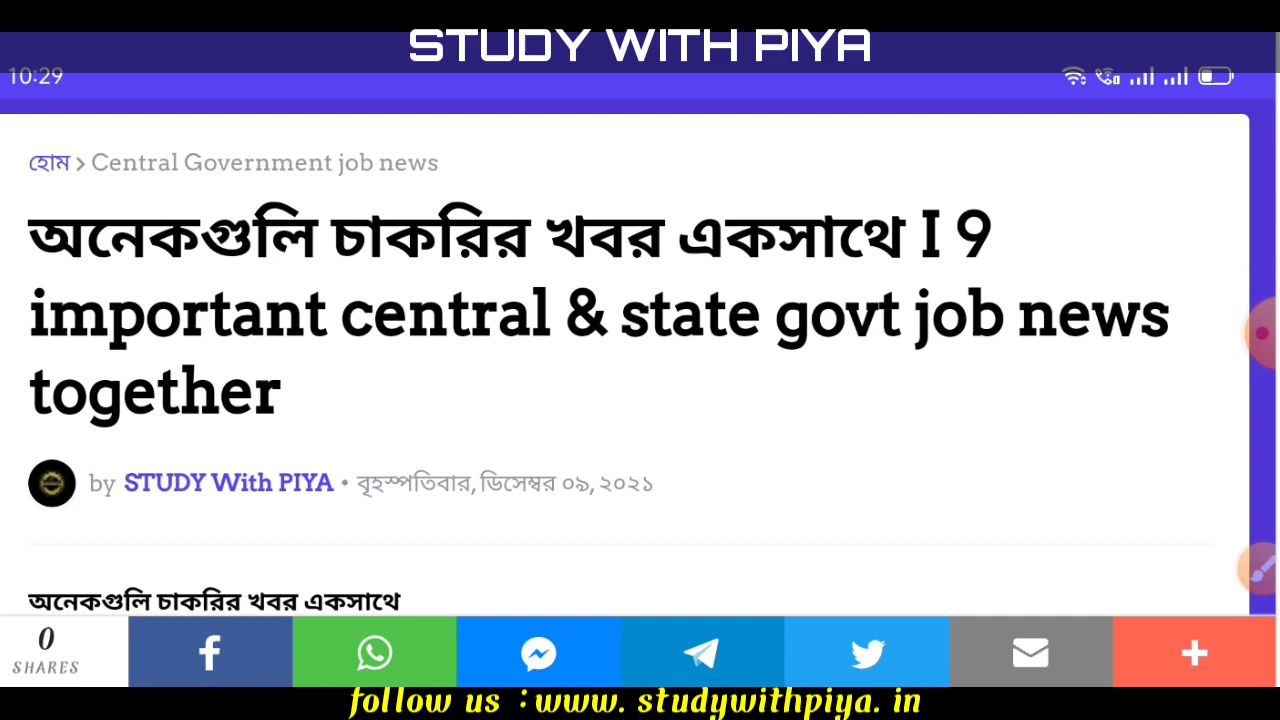 STUDY WITH PIYA
10:29
হোম > Central Government job news
অনেকগুলি চাকরির খবর একসাথে I 9
important central & state govt job news
together
by STUDY With PIYA • বৃহস্পতিবার, ডিসেম্বর ০৯, ২০২১
অনেকগুলি চাকরির খবর একসাথে
0
SHARES
follow us : www. studywithpiya. in